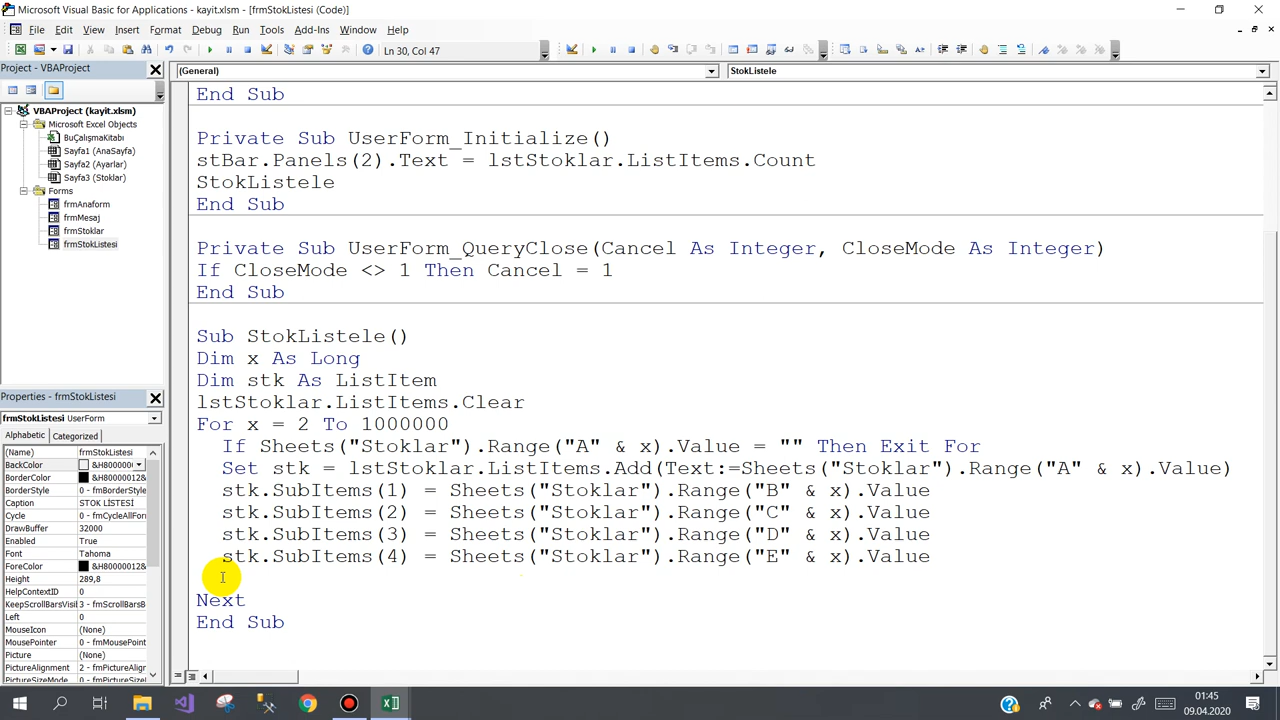 Microsoft Visual Basic for Applications - kayit.xlsm - [frmStokListesi (Code)]
File Edit View Insert Format Debug Run Tools Add-Ins Window Help
Ln 30, Col 47
Project - VBAProject
(General)
StokListele
VBAProject (kayit.xlsm)
Microsoft Excel Objects
BuÇalışmaKitabı
Sayfa1 (AnaSayfa)
Sayfa2 (Ayarlar)
Sayfa3 (Stoklar)
Forms
frmAnaform
frmMesaj
frmStoklar
frmStokListesi
End Sub
Private Sub UserForm_Initialize()
stBar.Panels(2).Text = lstStoklar.ListItems.Count
StokListele
End Sub
Private Sub UserForm_QueryClose(Cancel As Integer, CloseMode As Integer)
If CloseMode <> 1 Then Cancel = 1
End Sub
Sub StokListele()
Dim x As Long
Dim stk As ListItem
lstStoklar.ListItems.Clear
For x = 2 To 1000000
If Sheets("Stoklar").Range("A" & x).Value = "" Then Exit For
Set stk = lstStoklar.ListItems.Add(Text:=Sheets("Stoklar").Range("A" & x).Value)
stk.SubItems(1) = Sheets("Stoklar").Range("B" & x).Value
stk.SubItems(2) = Sheets("Stoklar").Range("C" & x).Value
stk.SubItems(3) = Sheets("Stoklar").Range("D" & x).Value
stk.SubItems(4) = Sheets("Stoklar").Range("E" & x).Value
Next
End Sub
Properties - frmStokListesi
frmStokListesi UserForm
Alphabetic Categorized
(Name) frmStokListesi
BackColor &H800000
BorderColor &H80000012&
BorderStyle 0 - fmBorderStyle
Caption STOK LİSTESİ
Cycle 0 - fmCycleAllFor
DrawBuffer 32000
Enabled True
Font Tahoma
ForeColor &H80000012&
Height 289,8
HelpContextID 0
KeepScrollBarsVisi 3 - fmScrollBarsB
Left 0
MouseIcon (None)
MousePointer 0 - fmMousePoint
Picture (None)
PictureAlignment 2 - fmPictureAlign
PictureSizeMode 0 - fmPictureSize
01:45
09.04.2020